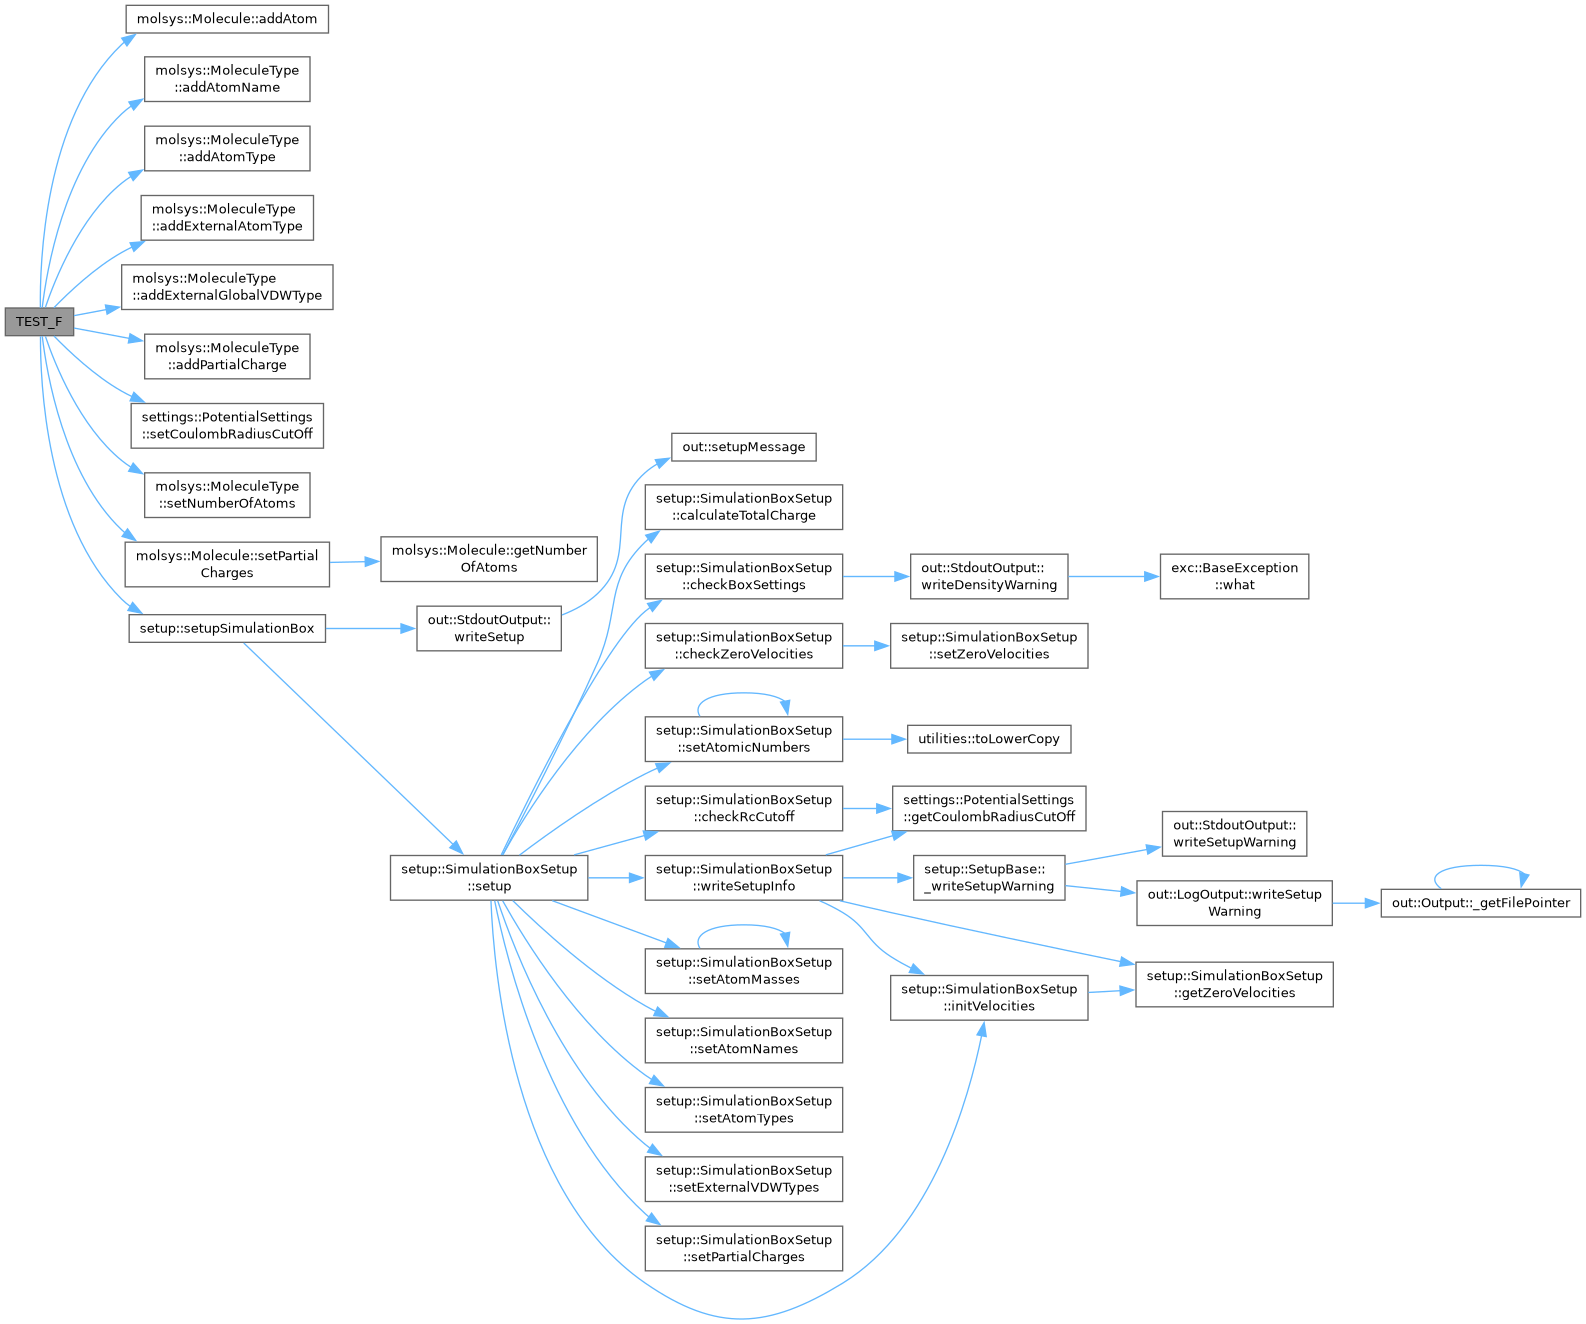 molsys::Molecule::addAtom
molsys::MoleculeType
::addAtomName
molsys::MoleculeType
::addAtomType
molsys::MoleculeType
::addExternalAtomType
molsys::MoleculeType
::addExternalGlobalVDWType
TEST_F
molsys::MoleculeType
::addPartialCharge
settings::PotentialSettings
::setCoulombRadiusCutOff
molsys::MoleculeType
::setNumberOfAtoms
molsys::Molecule::setPartial
Charges
molsys::Molecule::getNumber
OfAtoms
setup::setupSimulationBox
out::StdoutOutput::
writeSetup
out::setupMessage
setup::SimulationBoxSetup
::setup
setup::SimulationBoxSetup
::calculateTotalCharge
setup::SimulationBoxSetup
::checkBoxSettings
out::StdoutOutput::
writeDensityWarning
exc::BaseException
::what
setup::SimulationBoxSetup
::checkZeroVelocities
setup::SimulationBoxSetup
::setZeroVelocities
setup::SimulationBoxSetup
::setAtomicNumbers
utilities::toLowerCopy
setup::SimulationBoxSetup
::checkRcCutoff
settings::PotentialSettings
::getCoulombRadiusCutOff
setup::SimulationBoxSetup
::writeSetupInfo
setup::SetupBase::
_writeSetupWarning
out::StdoutOutput::
writeSetupWarning
out::LogOutput::writeSetup
Warning
out::Output::_getFilePointer
setup::SimulationBoxSetup
::setAtomMasses
setup::SimulationBoxSetup
::initVelocities
setup::SimulationBoxSetup
::getZeroVelocities
setup::SimulationBoxSetup
::setAtomNames
setup::SimulationBoxSetup
::setAtomTypes
setup::SimulationBoxSetup
::setExternalVDWTypes
setup::SimulationBoxSetup
::setPartialCharges